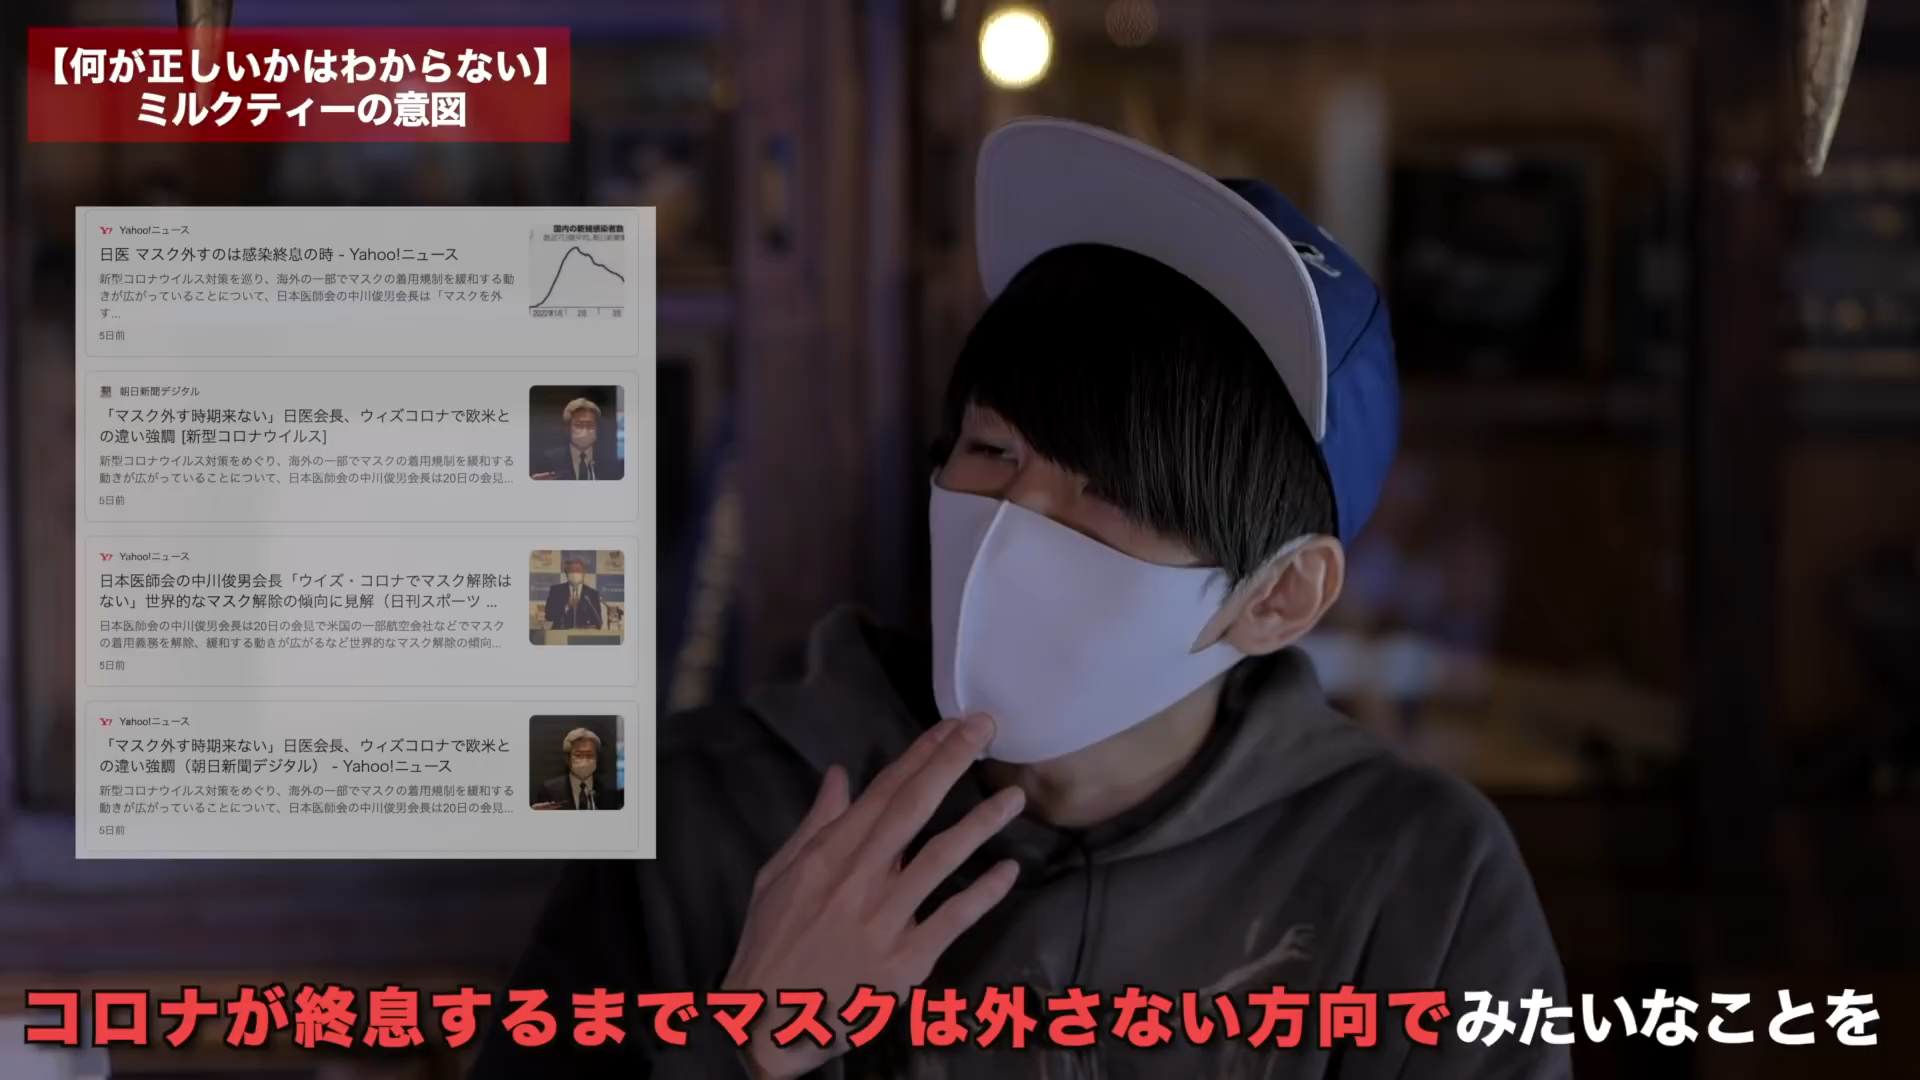 【何が正しいかはわからない】
ミルクティーの意図
Yahoo!ニュース
日医 マスク外すのは感染終息の時 - Yahoo!ニュース
新型コロナウイルス対策を巡り、海外の一部でマスクの着用規制を緩和する動
きが広がっていることについて、日本医師会の中川俊男会長は「マスクを外
す...
5日前
国内の新規感染者数
2022年1月 2月 3月
朝日新聞デジタル
「マスク外す時期来ない」日医会長、ウィズコロナで欧米と
の違い強調 [新型コロナウイルス]
新型コロナウイルス対策をめぐり、海外の一部でマスクの着用規制を緩和する
動きが広がっていることについて、日本医師会の中川俊男会長は20日の会見...
5日前
Yahoo!ニュース
日本医師会の中川俊男会長「ウイズ・コロナでマスク解除は
ない」世界的なマスク解除の傾向に見解（日刊スポーツ ...
日本医師会の中川俊男会長は20日の会見で米国の一部航空会社などでマスク
の着用義務を解除、緩和する動きが広がるなど世界的なマスク解除の傾向...
5日前
Yahoo!ニュース
「マスク外す時期来ない」日医会長、ウィズコロナで欧米と
の違い強調（朝日新聞デジタル） - Yahoo!ニュース
新型コロナウイルス対策をめぐり、海外の一部でマスクの着用規制を緩和する
動きが広がっていることについて、日本医師会の中川俊男会長は20日の会見...
5日前
コロナが終息するまでマスクは外さない方向でみたいなことを